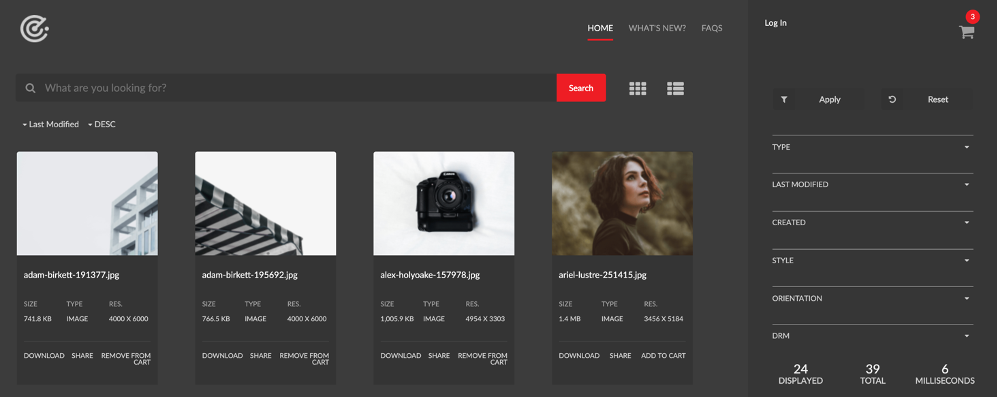 HOME WHAT'S NEW? FAQS
Log In
3
What are you looking for?
Search
Apply
Reset
Last Modified DESC
adam-birkett-191377.jpg
SIZE TYPE RES.
741.8 KB IMAGE 4000 X 6000
DOWNLOAD SHARE REMOVE FROM
CART
adam-birkett-195692.jpg
SIZE TYPE RES.
766.5 KB IMAGE 4000 X 6000
DOWNLOAD SHARE REMOVE FROM
CART
alex-holyoake-157978.jpg
SIZE TYPE RES.
1,005.9 KB IMAGE 4954 X 3303
DOWNLOAD SHARE REMOVE FROM
CART
ariel-lustre-251415.jpg
SIZE TYPE RES.
1.4 MB IMAGE 3456 X 5184
DOWNLOAD SHARE ADD TO CART
TYPE
LAST MODIFIED
CREATED
STYLE
ORIENTATION
DRM
24 39 6
DISPLAYED TOTAL MILLISECONDS